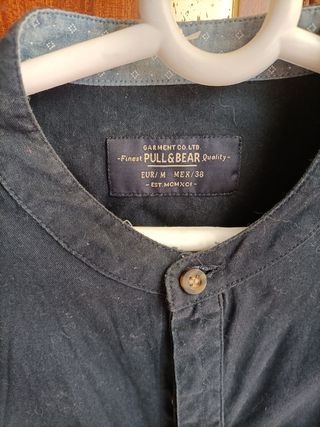 GARMENT CO. LTD.
-Finest PULL&BEAR Quality-
EUR/M MEX/38
- EST. MCMXCI -